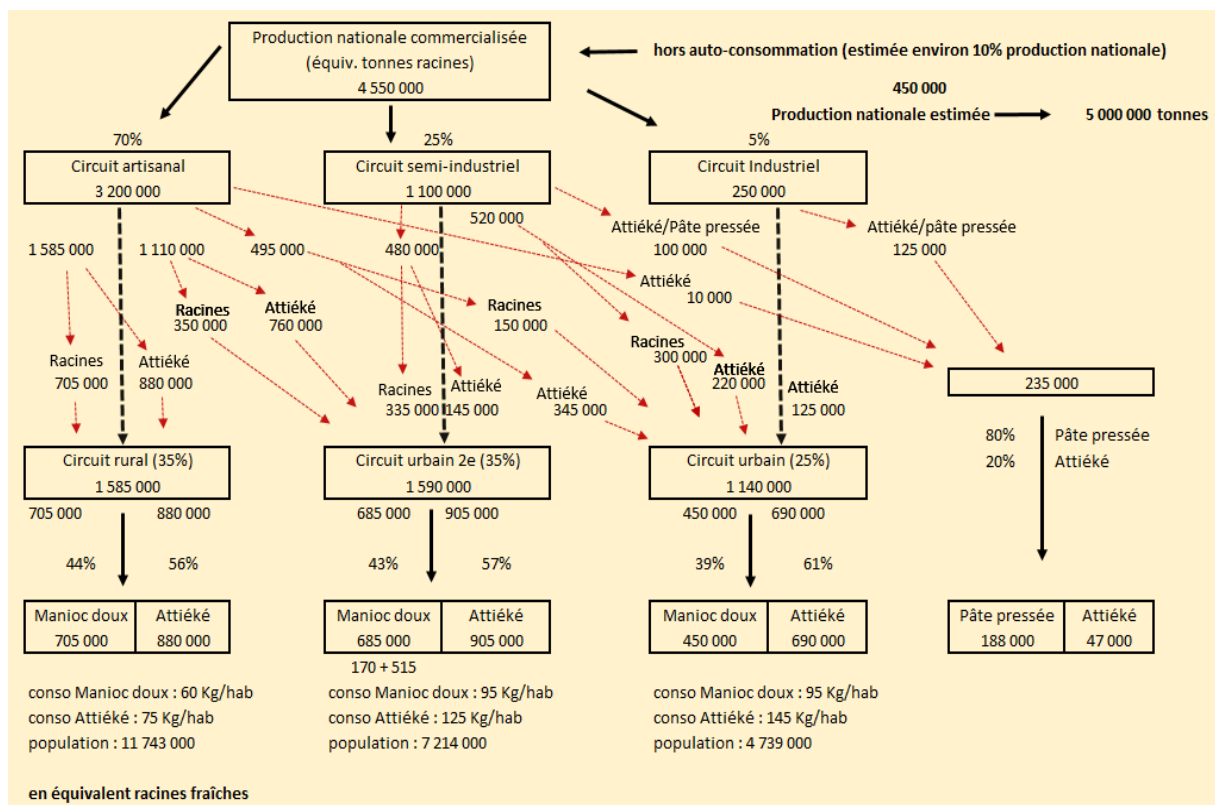 Production nationale commercialisée
(équiv. tonnes racines)
4 550 000
hors auto-consommation (estimée environ 10% production nationale)
450 000
Production nationale estimée
5 000 000 tonnes
70%
25%
5%
Circuit artisanal
3 200 000
Circuit semi-industriel
1 100 000
Circuit Industriel
250 000
520 000
Attiéké/Pâte pressée
100 000
Attiéké/pâte pressée
125 000
1 585 000
1 110 000
495 000
480 000
Attiéké
10 000
Racines
350 000
Attiéké
760 000
Racines
150 000
Racines
300 000
Racines
705 000
Attiéké
880 000
Racines
335 000
Attiéké
145 000
Attiéké
345 000
Attiéké
220 000
Attiéké
125 000
235 000
80% Pâte pressée
20% Attiéké
Circuit rural (35%)
1 585 000
Circuit urbain 2e (35%)
1 590 000
Circuit urbain (25%)
1 140 000
705 000 880 000
685 000 905 000
450 000 690 000
44% 56%
43% 57%
39% 61%
Manioc doux Attiéké
705 000 880 000
Manioc doux Attiéké
685 000 905 000
Manioc doux Attiéké
450 000 690 000
Pâte pressée Attiéké
188 000 47 000
170 + 515
conso Manioc doux : 60 Kg/hab
conso Attiéké : 75 Kg/hab
population : 11 743 000
conso Manioc doux : 95 Kg/hab
conso Attiéké : 125 Kg/hab
population : 7 214 000
conso Manioc doux : 95 Kg/hab
conso Attiéké : 145 Kg/hab
population : 4 739 000
en équivalent racines fraîches